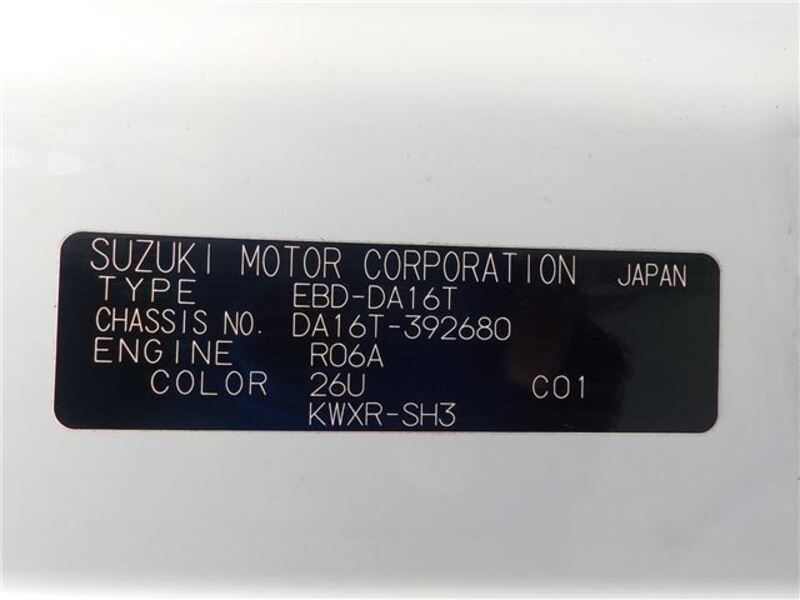 SUZUKI MOTOR CORPORATION JAPAN
TYPE EBD-DA16T
CHASSIS NO. DA16T-392680
ENGINE R06A
COLOR 26U C01
KWXR-SH3